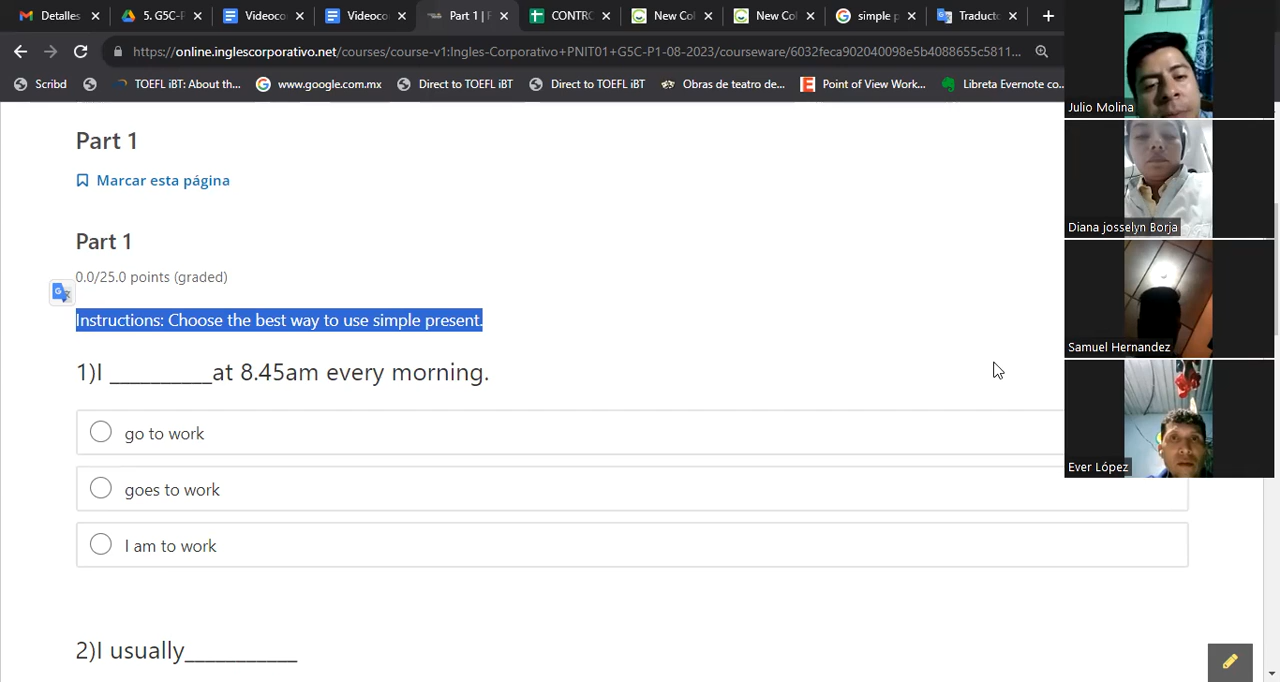 Detalles
5. G5C-P
Videoco
Videoco
Part 1 | F
CONTRO
New Col
New Col
simple p
Traducto
https://online.inglescorporativo.net/courses/course-v1:Ingles-Corporativo+PNIT01+G5C-P1-08-2023/courseware/6032feca902040098e5b4088655c5811...
Scribd
TOEFL iBT: About th...
www.google.com.mx
Direct to TOEFL iBT
Direct to TOEFL iBT
Obras de teatro de...
Point of View Work...
Libreta Evernote co...
Julio Molina
Diana josselyn Borja
Samuel Hernandez
Ever López
Part 1
Marcar esta página
Part 1
0.0/25.0 points (graded)
Instructions: Choose the best way to use simple present.
1)I __________at 8.45am every morning.
go to work
goes to work
I am to work
2)I usually___________